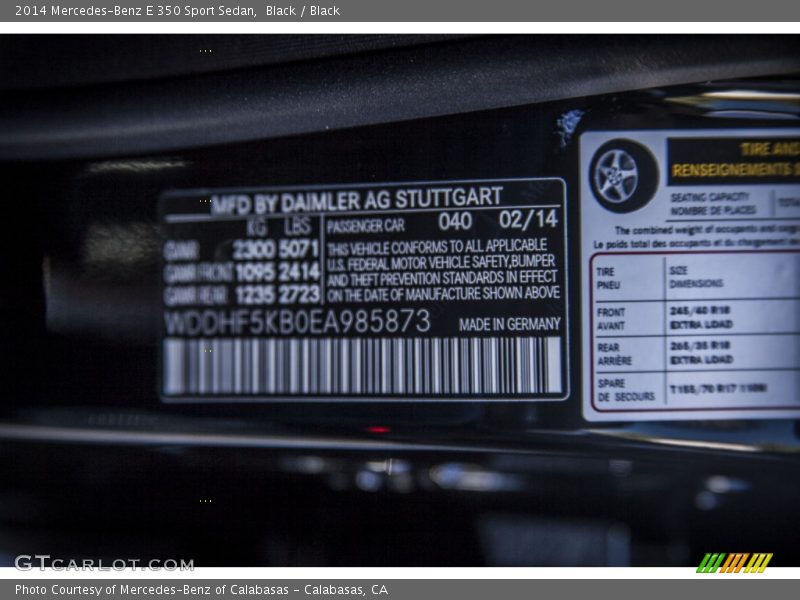 2014 Mercedes-Benz E 350 Sport Sedan, Black / Black
MFD BY DAIMLER AG STUTTGART
KG LBS
GVWR 2300 5071
GAWR FRONT 1095 2414
GAWR REAR 1235 2723
PASSENGER CAR 040 02/14
THIS VEHICLE CONFORMS TO ALL APPLICABLE
U.S. FEDERAL MOTOR VEHICLE SAFETY,BUMPER
AND THEFT PREVENTION STANDARDS IN EFFECT
ON THE DATE OF MANUFACTURE SHOWN ABOVE
WDDHF5KB0EA985873 MADE IN GERMANY
TIRE AND
RENSEIGNEMENTS
SEATING CAPACITY
NOMBRE DE PLACES
The combined weight of occupants and
Le poids total des occupants et du chargement
TIRE SIZE
PNEU DIMENSIONS
FRONT 245/40 R18
AVANT EXTRA LOAD
REAR 265/35 R18
ARRIÈRE EXTRA LOAD
SPARE T155/70 R17 110M
DE SECOURS
GTCARLOT.COM
Photo Courtesy of Mercedes-Benz of Calabasas - Calabasas, CA